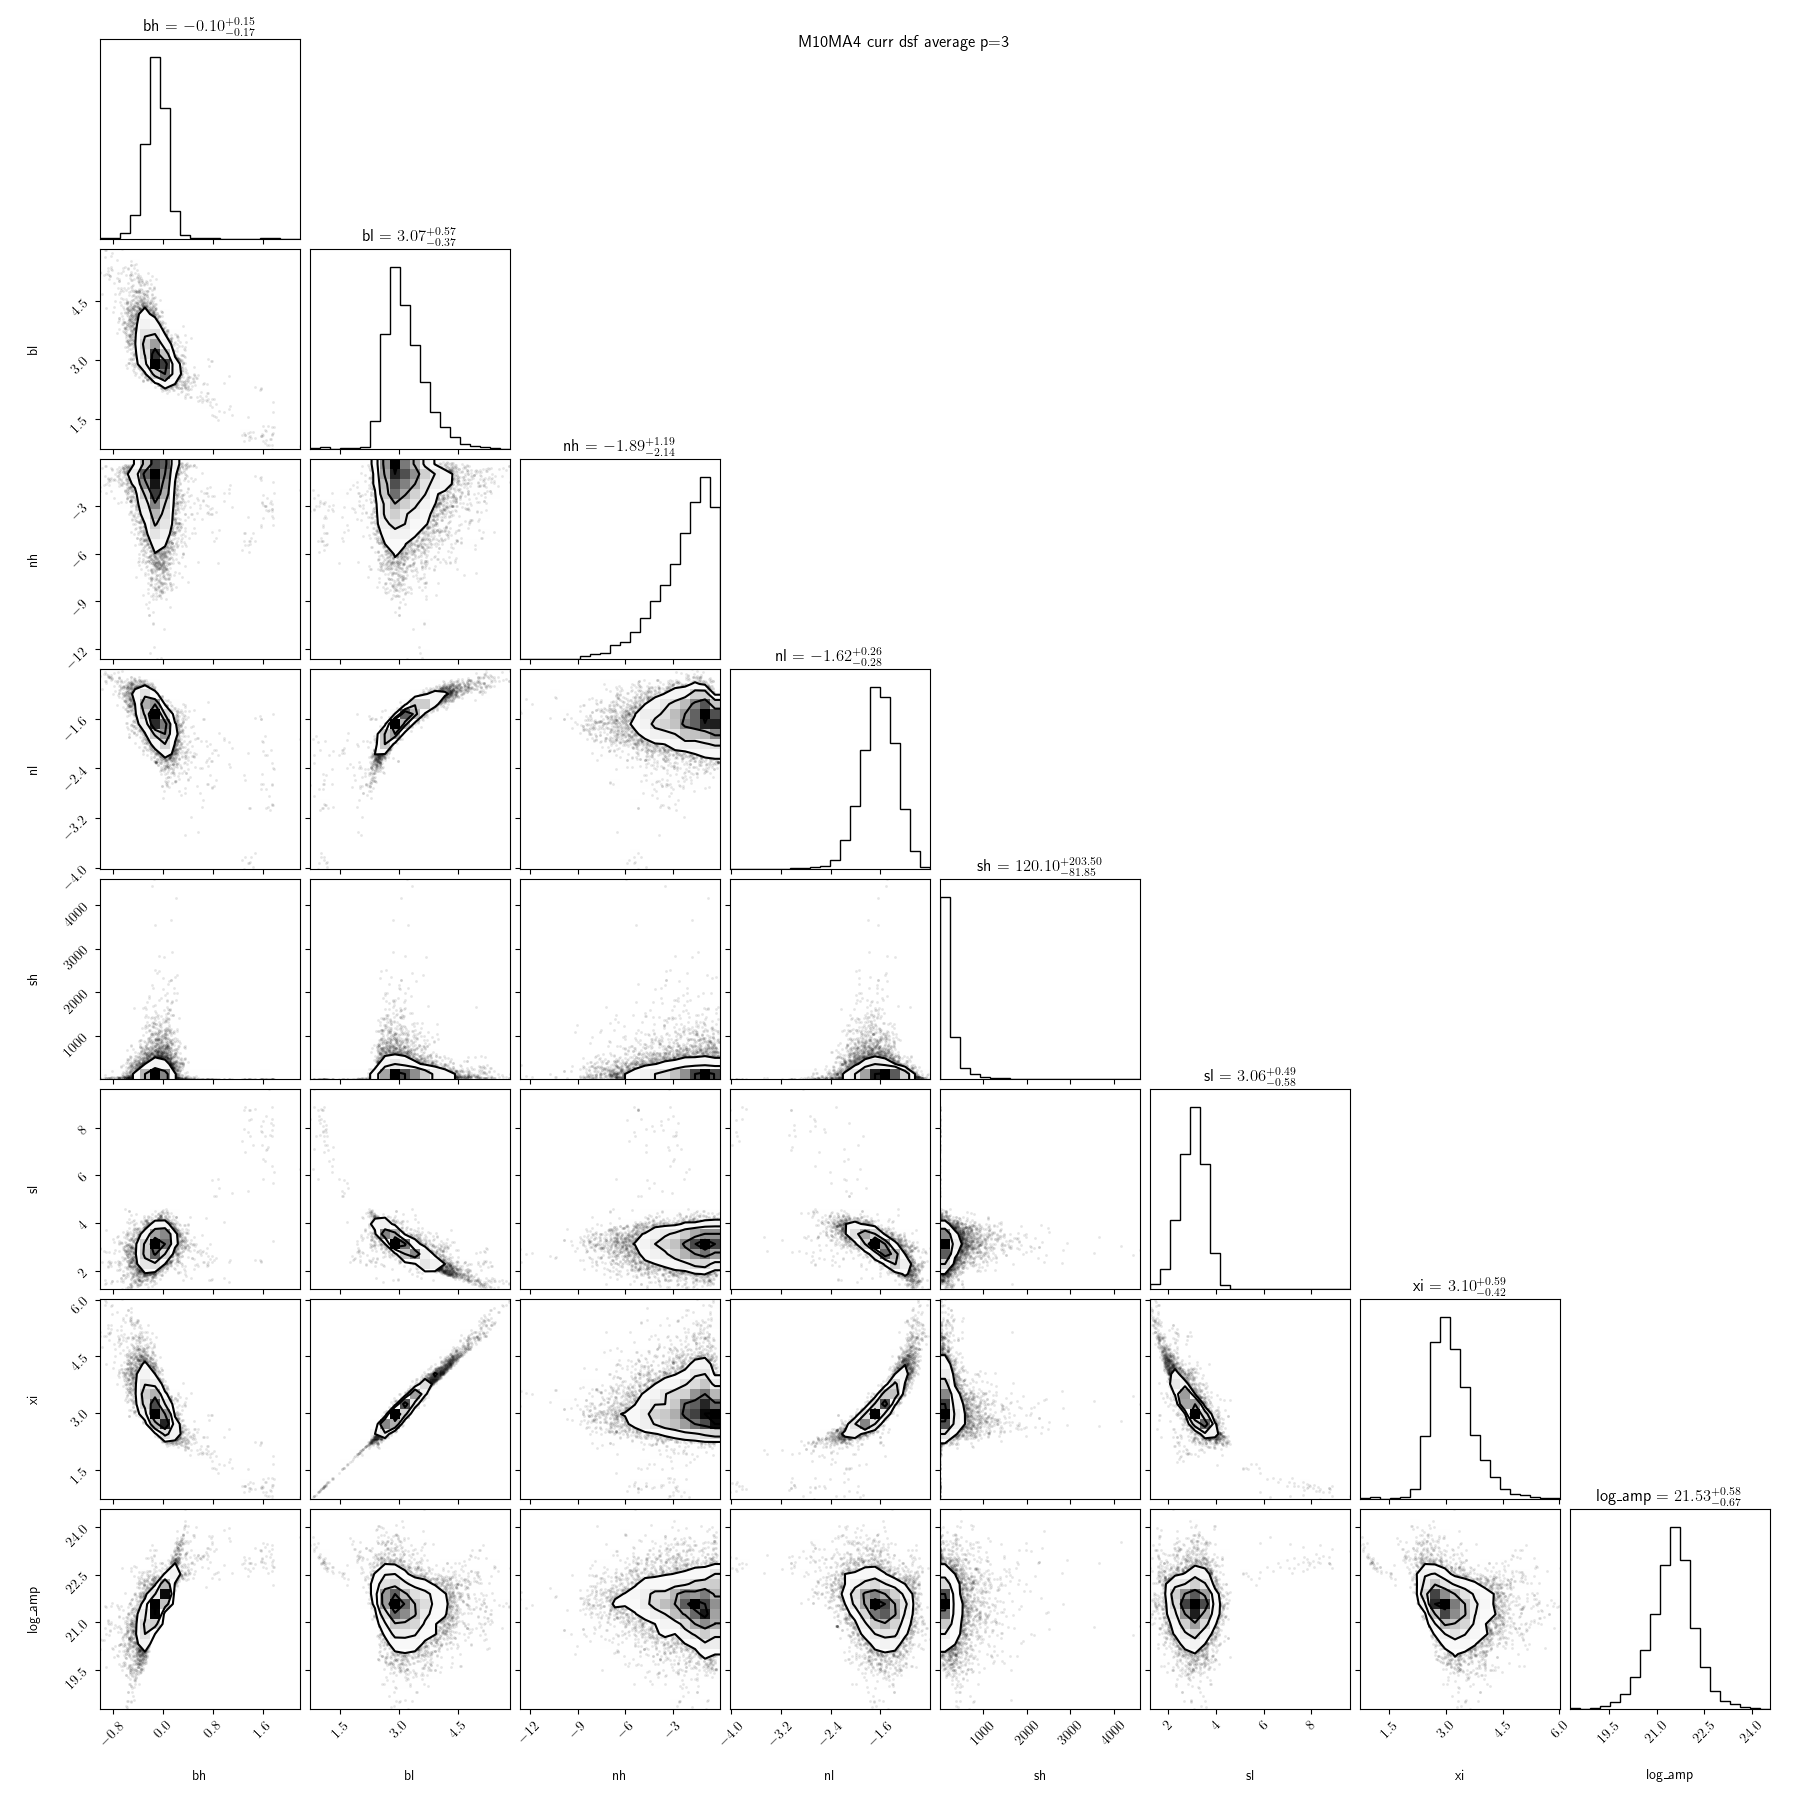 M10MA4 curr dsf average p=3
bh = −0.10+0.15−0.17
bl = 3.07+0.57−0.37
4.5
3.0
1.5
bl
nh = −1.89+1.19−2.14
−3
−6
−9
−12
nh
nl = −1.62+0.26−0.28
−1.6
−2.4
−3.2
−4.0
nl
sh = 120.10+203.50−81.85
4000
3000
2000
1000
sh
sl = 3.06+0.49−0.58
8
6
4
2
sl
xi = 3.10+0.59−0.42
6.0
4.5
3.0
1.5
xi
log_amp = 21.53+0.58−0.67
24.0
22.5
21.0
19.5
log_amp
−0.8 0.0 0.8 1.6 1.5 3.0 4.5 −12 −9 −6 −3 −4.0 −3.2 −2.4 −1.6 1000 2000 3000 4000 2 4 6 8 1.5 3.0 4.5 6.0 19.5 21.0 22.5 24.0
bh bl nh nl sh sl xi log_amp